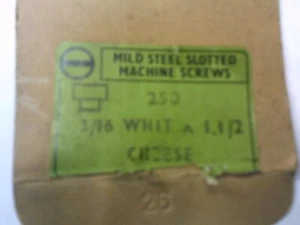 MILD STEEL SLOTTED
MACHINE SCREWS
250
3/16 WHIT. x 1.1/2
CHEESE
25